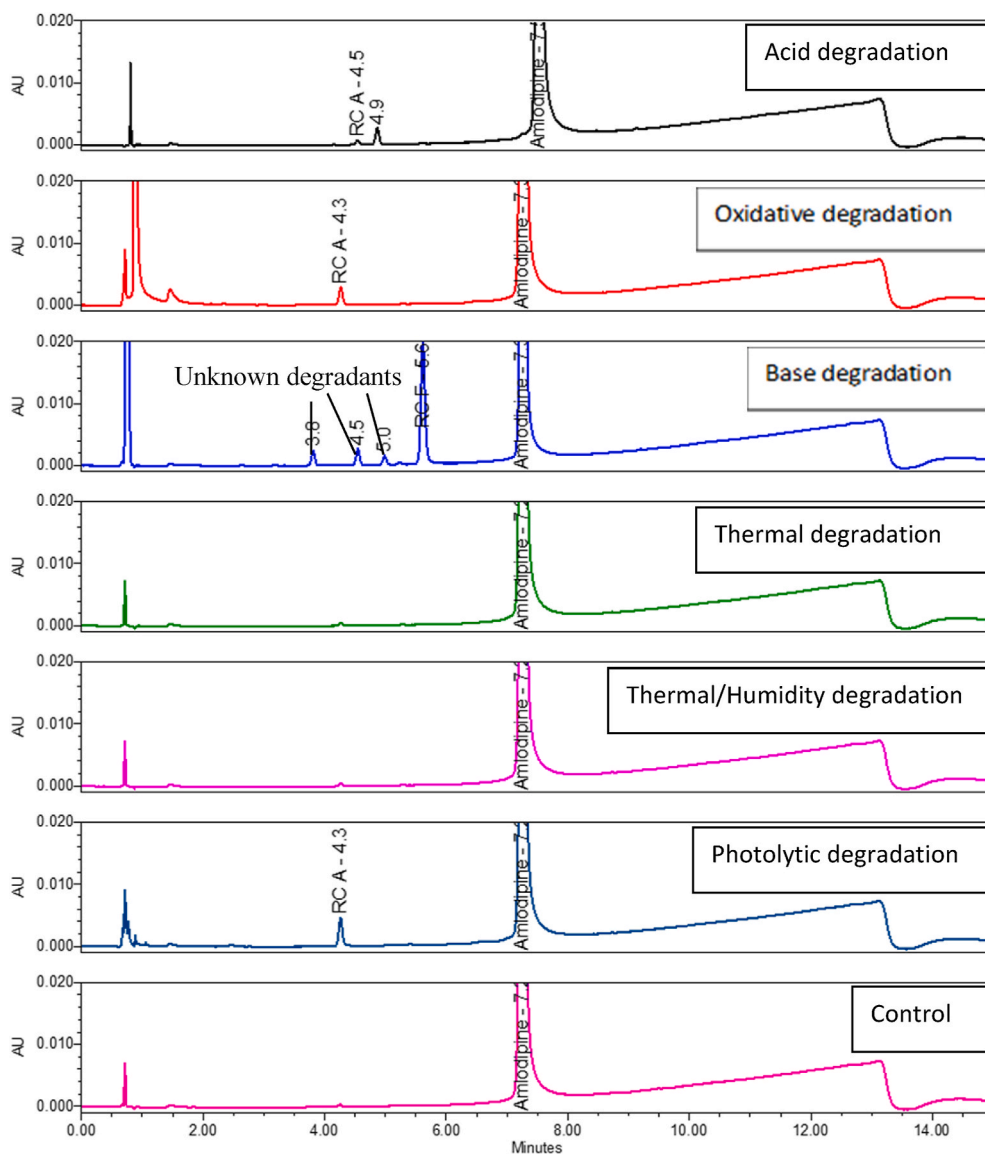 0.020
0.010
0.000
AU
RC A - 4.5
4.9
Amlodipine - 7.
Acid degradation
0.020
0.010
0.000
AU
RC A - 4.3
Amlodipine - 7.
Oxidative degradation
0.020
0.010
0.000
AU
Unknown degradants
3.8
4.5
5.0
RC F - 5.6
Amlodipine - 7.
Base degradation
0.020
0.010
0.000
AU
Amlodipine - 7.
Thermal degradation
0.020
0.010
0.000
AU
Amlodipine - 7.
Thermal/Humidity degradation
0.020
0.010
0.000
AU
RC A - 4.3
Amlodipine - 7.
Photolytic degradation
0.020
0.010
0.000
AU
Amlodipine - 7.
Control
0.00 2.00 4.00 6.00 8.00 10.00 12.00 14.00
Minutes